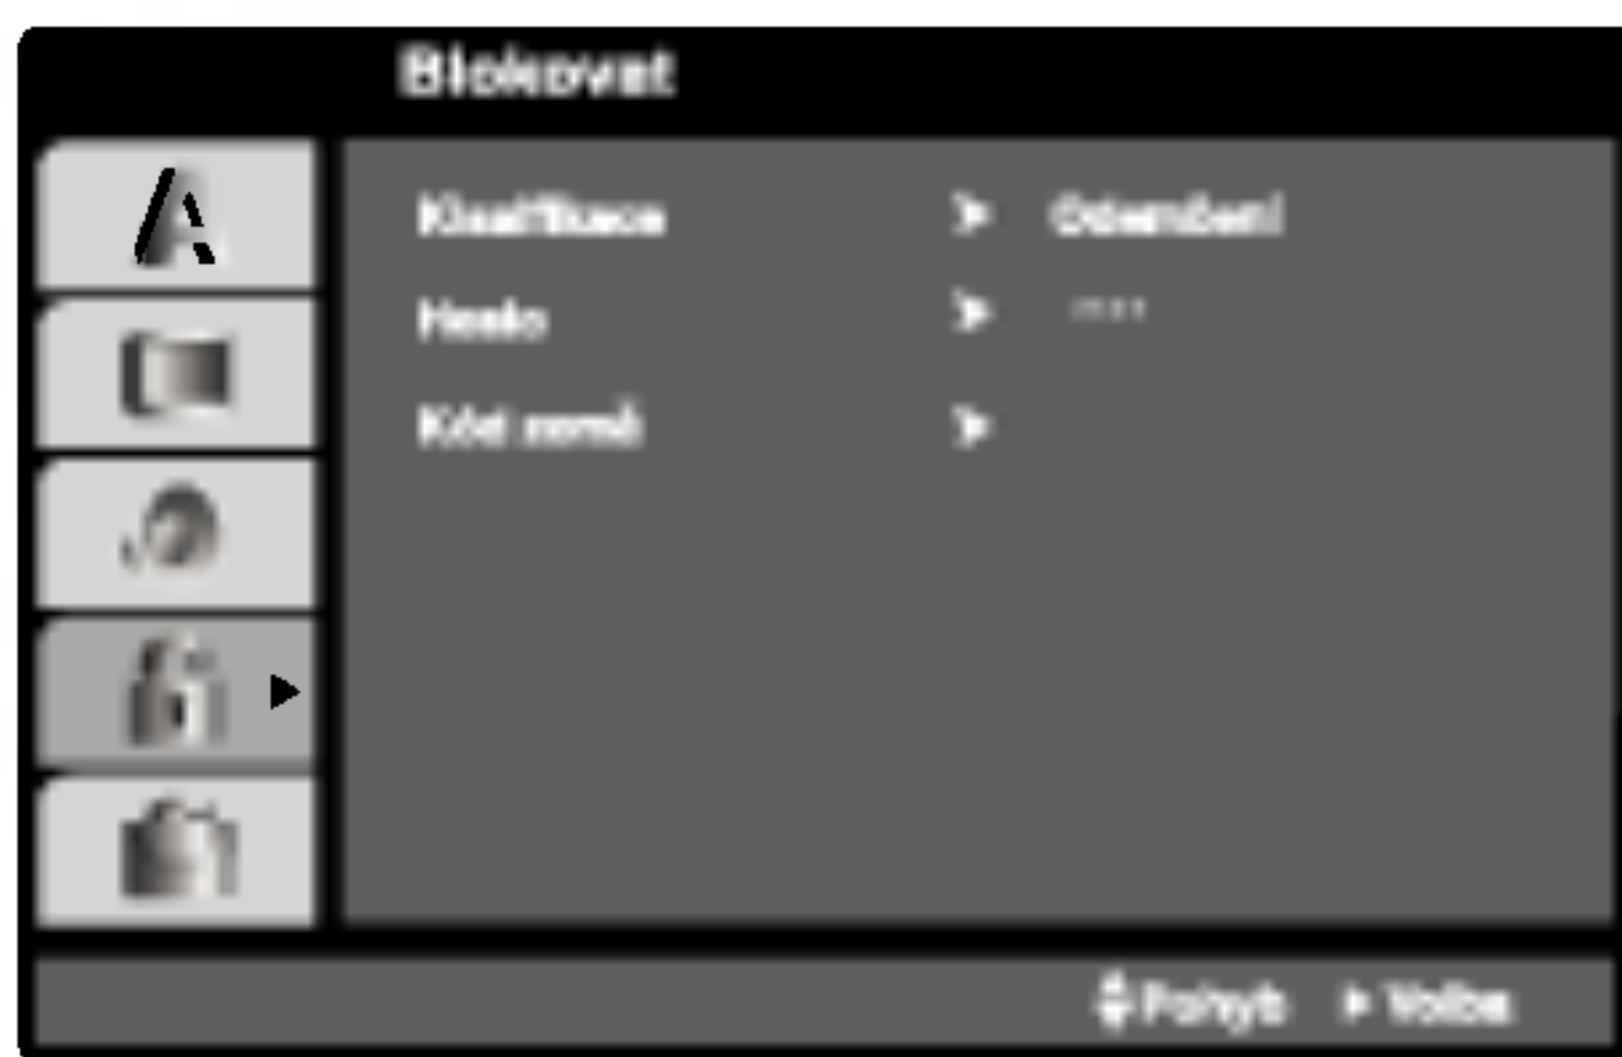 Blokovat
Klasifikace Odemčení
Heslo
Kód země
Pohyb Volba